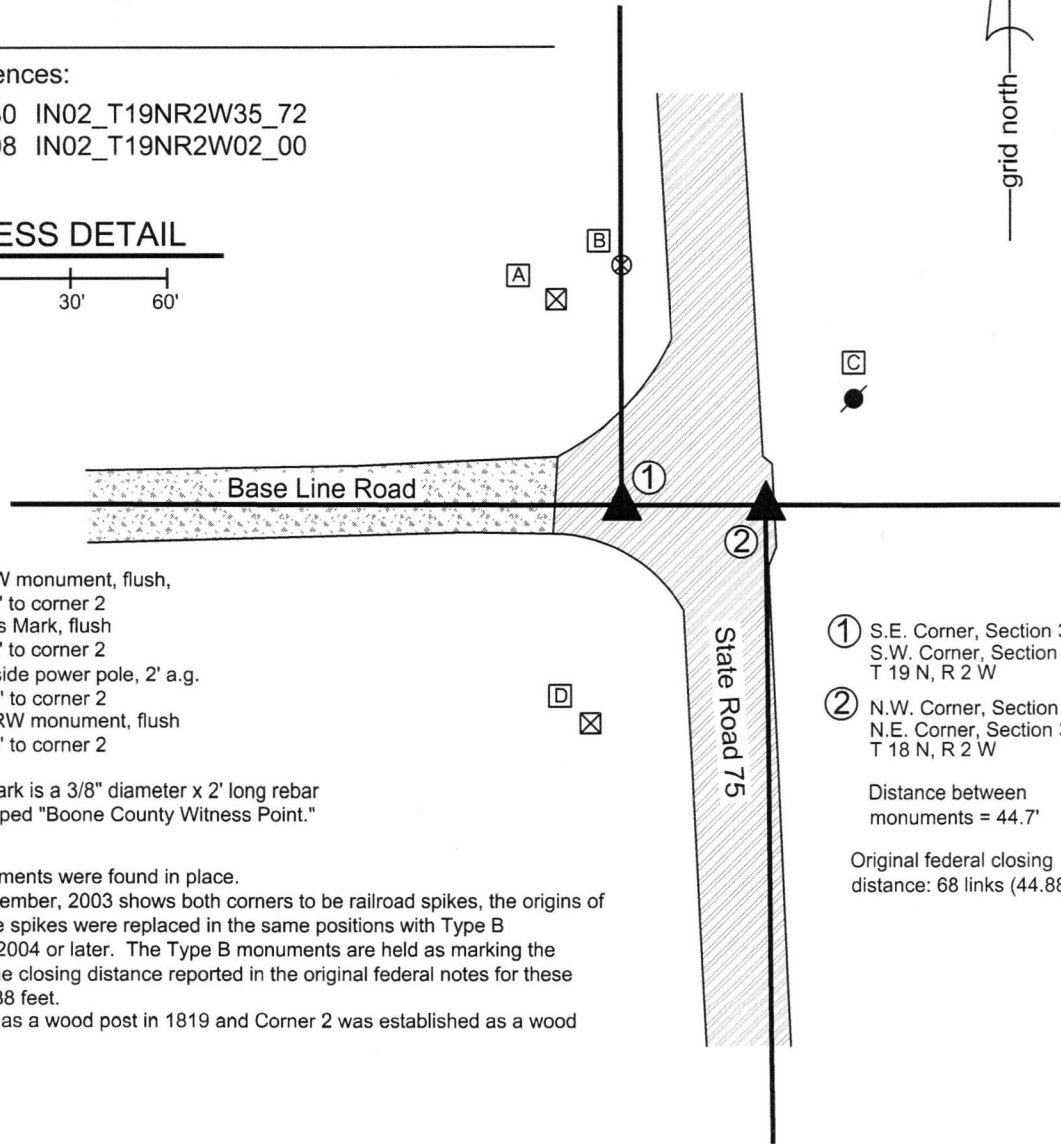 ences:
0 IN02_T19NR2W35_72
98 IN02_T19NR2W02_00
ESS DETAIL
30' 60'
grid north
A
B
C
D
1
2
Base Line Road
State Road 75
W monument, flush,
' to corner 2
s Mark, flush
' to corner 2
side power pole, 2' a.g.
' to corner 2
RW monument, flush
' to corner 2
ark is a 3/8" diameter x 2' long rebar
ped "Boone County Witness Point."
ments were found in place.
ember, 2003 shows both corners to be railroad spikes, the origins of
e spikes were replaced in the same positions with Type B
2004 or later. The Type B monuments are held as marking the
e closing distance reported in the original federal notes for these
88 feet.
as a wood post in 1819 and Corner 2 was established as a wood
1 S.E. Corner, Section 3
S.W. Corner, Section
T 19 N, R 2 W
2 N.W. Corner, Section
N.E. Corner, Section 3
T 18 N, R 2 W
Distance between
monuments = 44.7'
Original federal closing
distance: 68 links (44.88